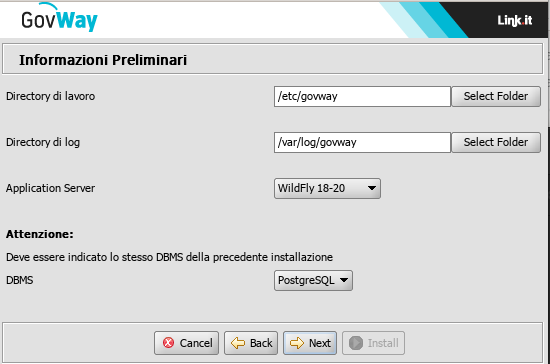 GovWay
Link.it
Informazioni Preliminari
Directory di lavoro /etc/govway Select Folder
Directory di log /var/log/govway Select Folder
Application Server WildFly 18-20
Attenzione:
Deve essere indicato lo stesso DBMS della precedente installazione
DBMS PostgreSQL
Cancel Back Next Install